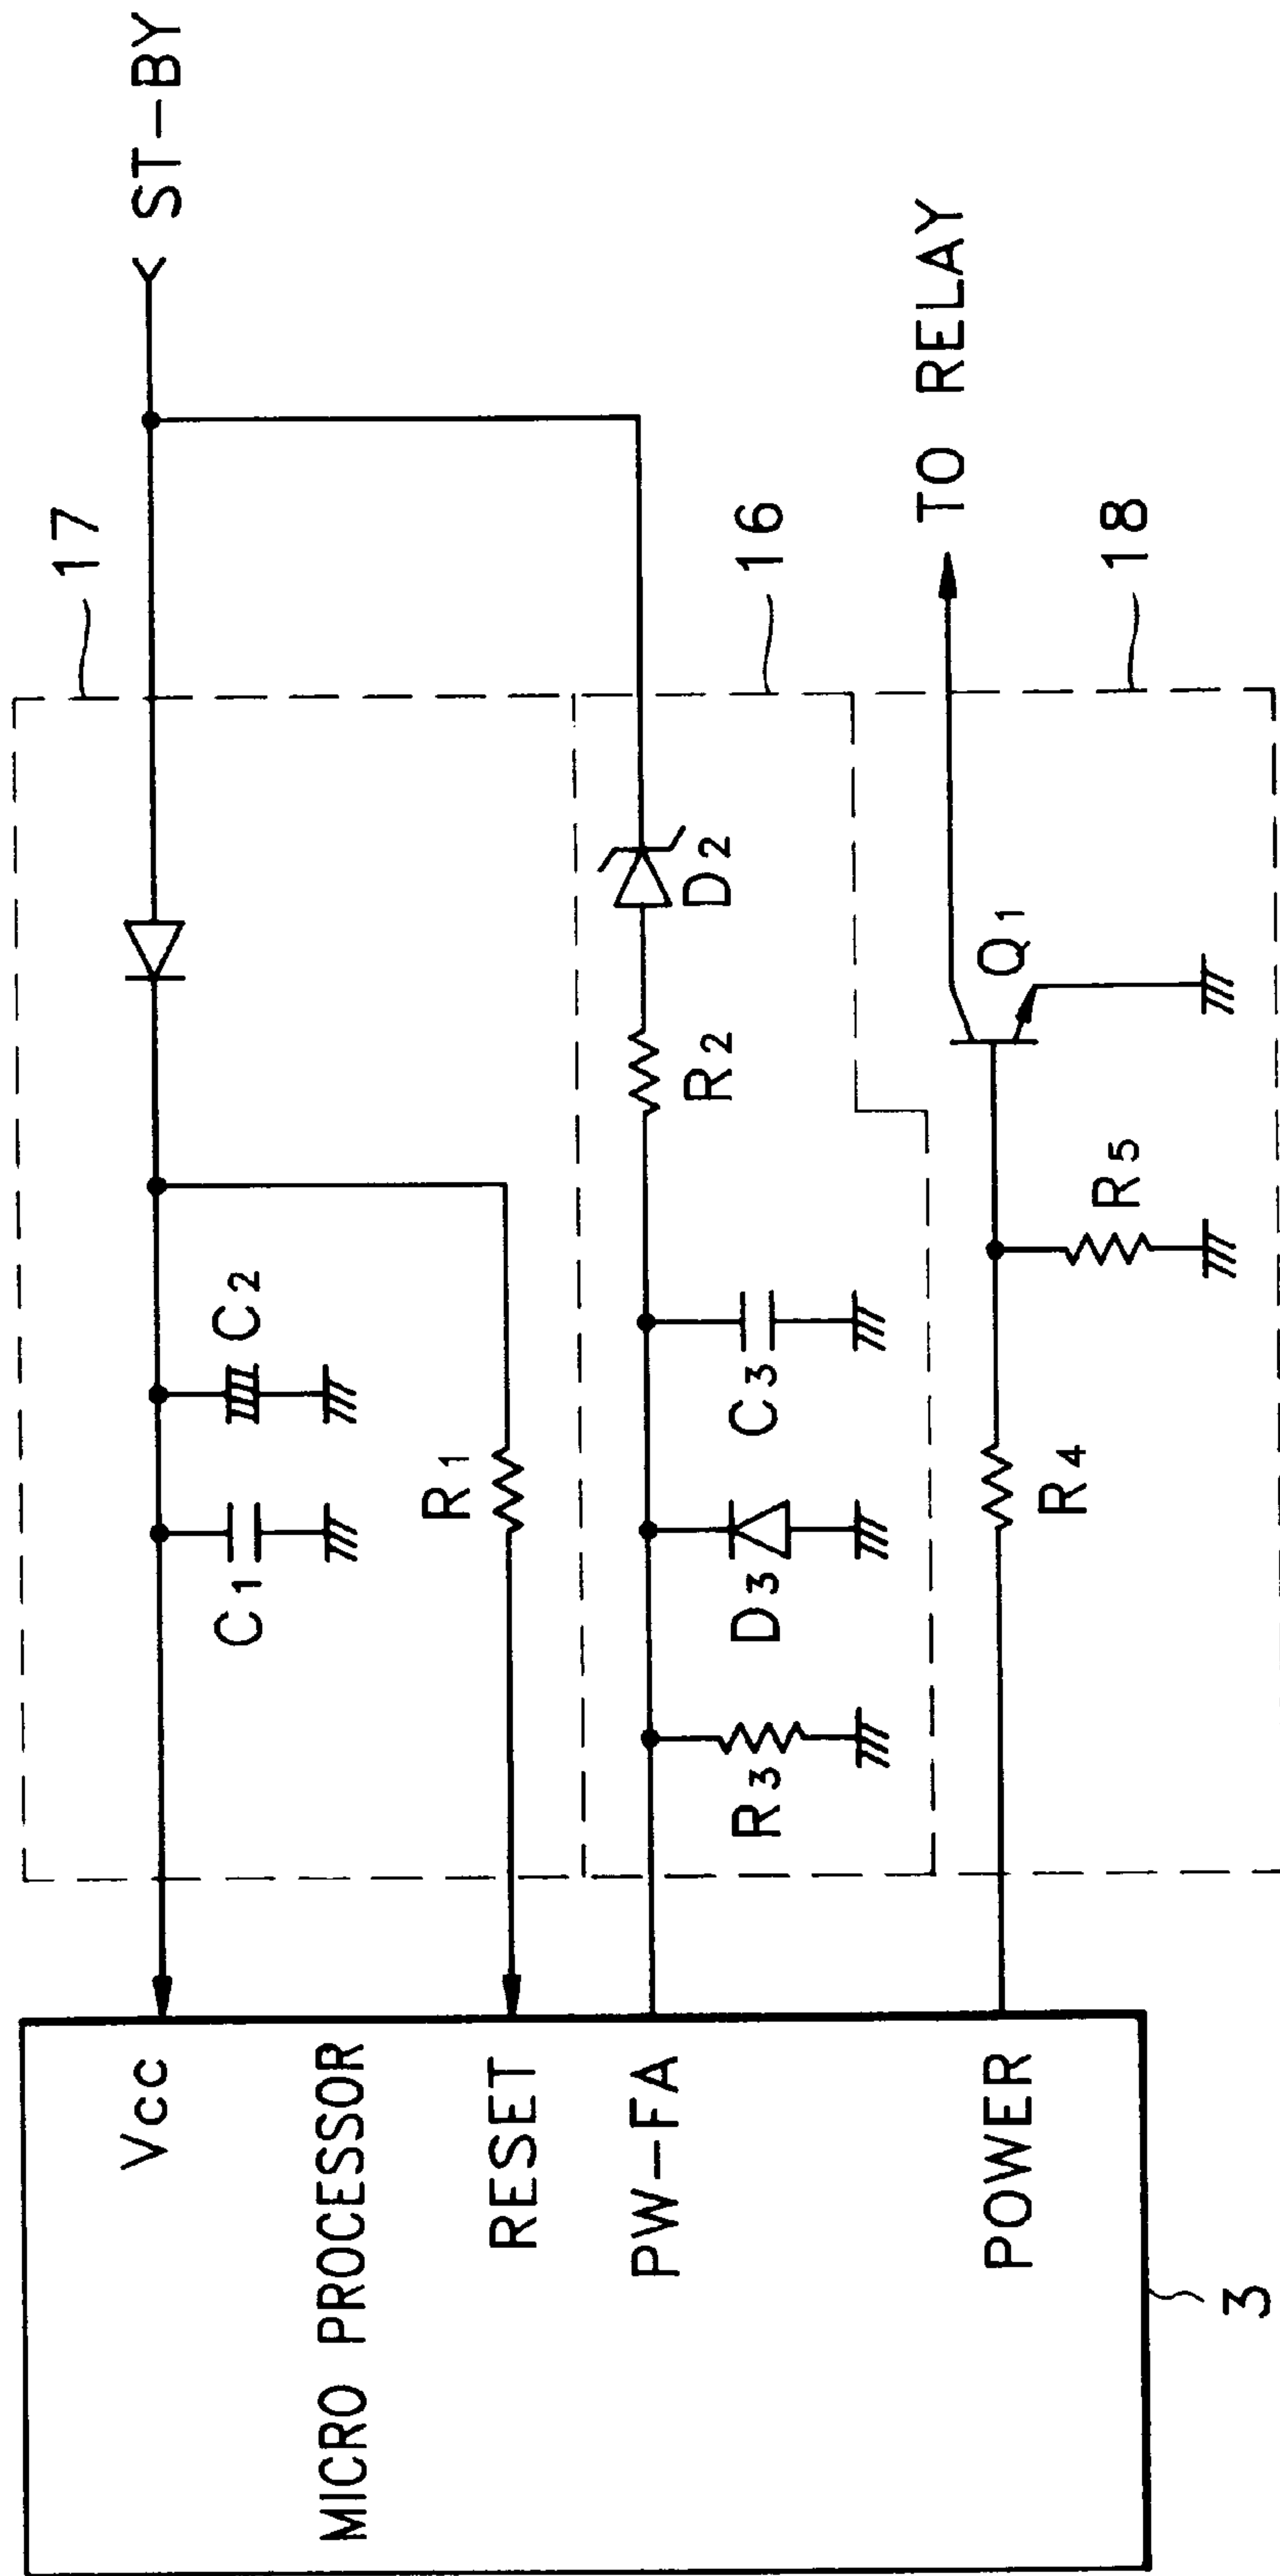 ST-BY
17
C2
C1
R1
Vcc
MICRO PROCESSOR
RESET
PW-FA
POWER
3
16
D2
R2
C3
D3
R3
TO RELAY
18
Q1
R5
R4